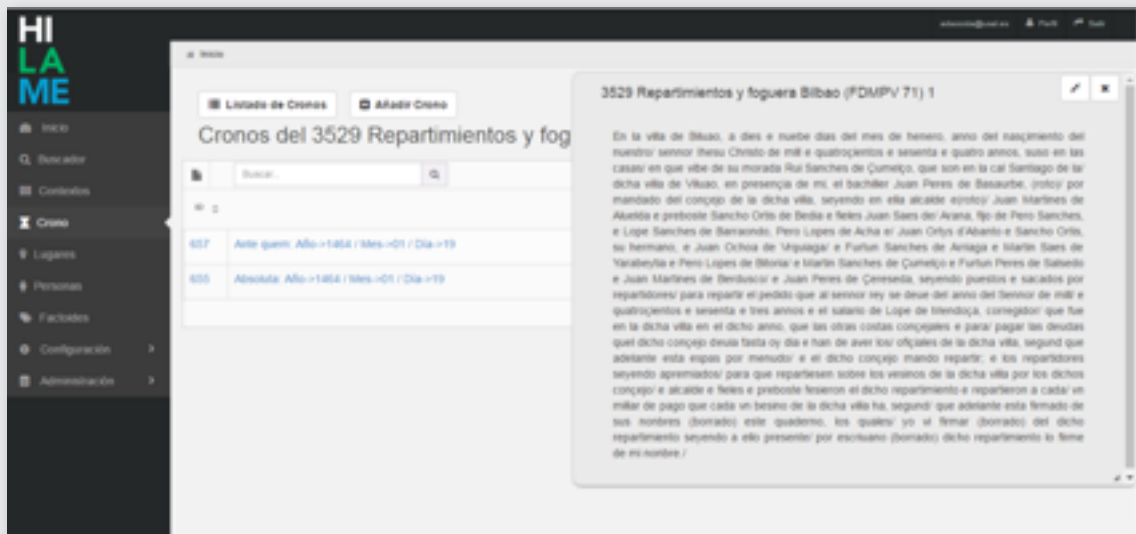 HI
LA
ME
Perfil
Salir
Inicio
Inicio
Buscador
Contextos
Crono
Lugares
Personas
Factoides
Configuración
Administración
Listado de Cronos
Añadir Crono
Cronos del 3529 Repartimientos y fog
Buscar...
ID
657
Ante quem: Año->1464 / Mes->01 / Día->19
655
Absoluta: Año->1464 / Mes->01 / Día->19
3529 Repartimientos y foguera Bilbao (FDMPV 71) 1
En la villa de Biluao, a dies e nuebe dias del mes de henero, anno del nasçimiento del
nuestro/ sennor Ihesu Christo de mill e quatroçientos e sesenta e quatro annos, suso en las
casas/ en que vibe de su morada Rui Sanches de Çumelço, que son en la cal Santiago de la/
dicha villa de Viluao, en presençia de mi, el bachiller Juan Peres de Basaurbe, (roto)/ por
mandado del conçejo de la dicha villa, seyendo en ella alcalde e(roto)/ Juan Martines de
e preboste Sancho Ortis de Bedia e fieles Juan Saes de/ Arana, fijo de Pero Sanches,
e Lope Sanches de Barraondo, Pero Lopes de Acha e/ Juan Ortys d'Abanto e Sancho Ortis,
su hermano, e Juan Ochoa de Vrquiaga/ e Furtun Sanches de Arriaga e Martin Saes de
Yarabeytia e Pero Lopes de Bitoria/ e Martin Sanches de Çumelço e Furtun Peres de Salsedo
e Juan Martines de Berdusco/ e Juan Peres de Çereseda, seyendo puestos e sacados por
repartidores/ para repartir el pedido que al sennor rey se deue del anno del Sennor de mill/ e
quatroçientos e sesenta e tres annos e el salario de Lope de Mendoça, corregidor/ que fue
en la dicha villa en el dicho anno, que las otras costas conçejales e para/ pagar las deudas
quel dicho conçejo deuia fasta oy dia e han de aver los/ ofiçiales de la dicha villa, segund que
adelante esta espas por menudo/ e el dicho conçejo mando repartir; e los repartidores
seyendo apremiados/ para que repartiesen sobre los vesinos de la dicha villa por los dichos
conçejo/ e alcalde e fieles e preboste fesieron el dicho repartimiento e repartieron a cada/ vn
millar de pago que cada vn besino de la dicha villa ha, segund/ que adelante esta firmado de
sus nonbres (borrado) este quaderno, los quales/ yo vi firmar (borrado) del dicho
repartimiento seyendo a ello presente/ por escriuano (borrado) dicho repartimiento lo firme
de mi nonbre./